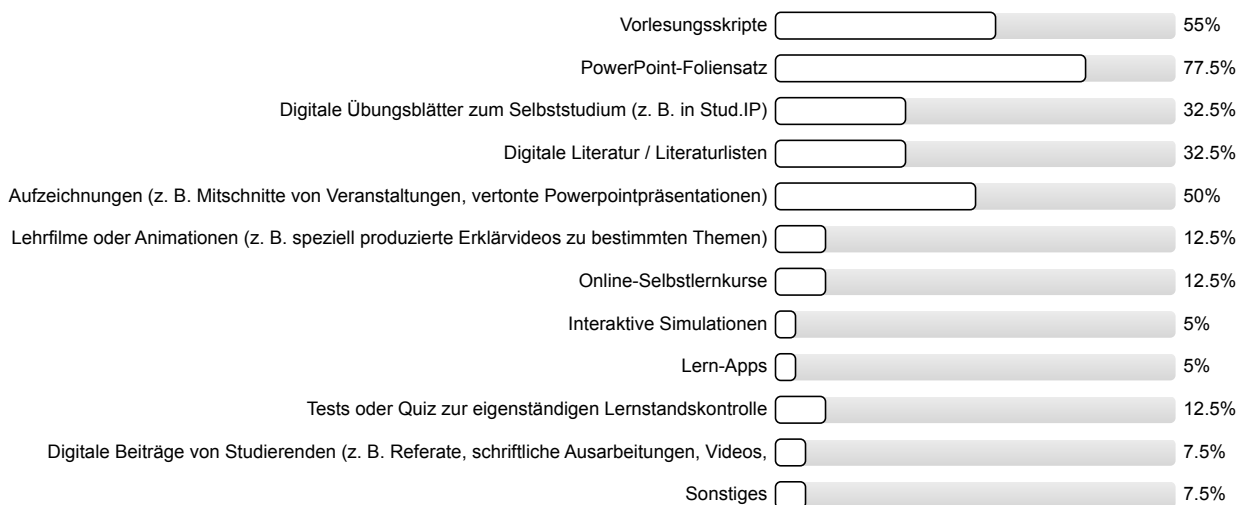 Vorlesungsskripte 55%
PowerPoint-Foliensatz 77.5%
Digitale Übungsblätter zum Selbststudium (z. B. in Stud.IP) 32.5%
Digitale Literatur / Literaturlisten 32.5%
Aufzeichnungen (z. B. Mitschnitte von Veranstaltungen, vertonte Powerpointpräsentationen) 50%
Lehrfilme oder Animationen (z. B. speziell produzierte Erklärvideos zu bestimmten Themen) 12.5%
Online-Selbstlernkurse 12.5%
Interaktive Simulationen 5%
Lern-Apps 5%
Tests oder Quiz zur eigenständigen Lernstandskontrolle 12.5%
Digitale Beiträge von Studierenden (z. B. Referate, schriftliche Ausarbeitungen, Videos, 7.5%
Sonstiges 7.5%